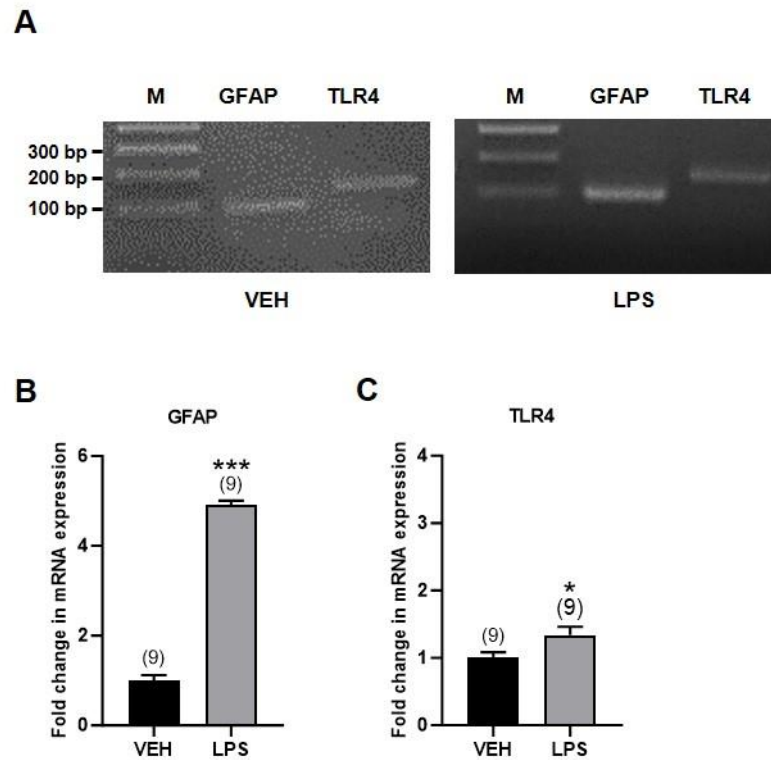 A
M GFAP TLR4
M GFAP TLR4
300 bp
200 bp
100 bp
VEH
LPS
B
GFAP
Fold change in mRNA expression
6
4
2
0
(9)
***
(9)
VEH LPS
C
TLR4
Fold change in mRNA expression
4
3
2
1
0
(9)
*
(9)
VEH LPS